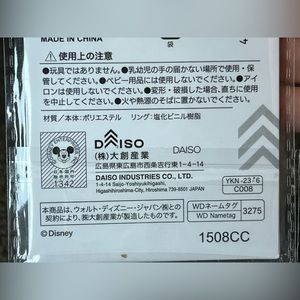 MADE IN CHINA
袋
⚠使用上の注意
●玩具ではありません。●乳幼児の手の届かない場所で使用・保管してください。●ペット用品には使用しないでください。●アイロンは使用しないでください。●変形・破損した場合、直ちに使用を中止してください。●火や熱源のそばに置かないでください。
材質：本体：ポリエステル リング：塩化ビニル樹脂
DAISO DAISO
(株)大創産業
広島県東広島市西条吉行東1-4-14
DAISO INDUSTRIES CO., LTD.
1-4-14 Saijo-Yoshiyukihigashi,
Higashihiroshima-City, Hiroshima, 739-8501 JAPAN
1342
YKN-2376
C008
この商品は、ウォルト・ディズニー・ジャパン(株)との
契約により、(株)大創産業が製造したものです。
WDネームタグ
WD Nametag
3275
©Disney
1508CC